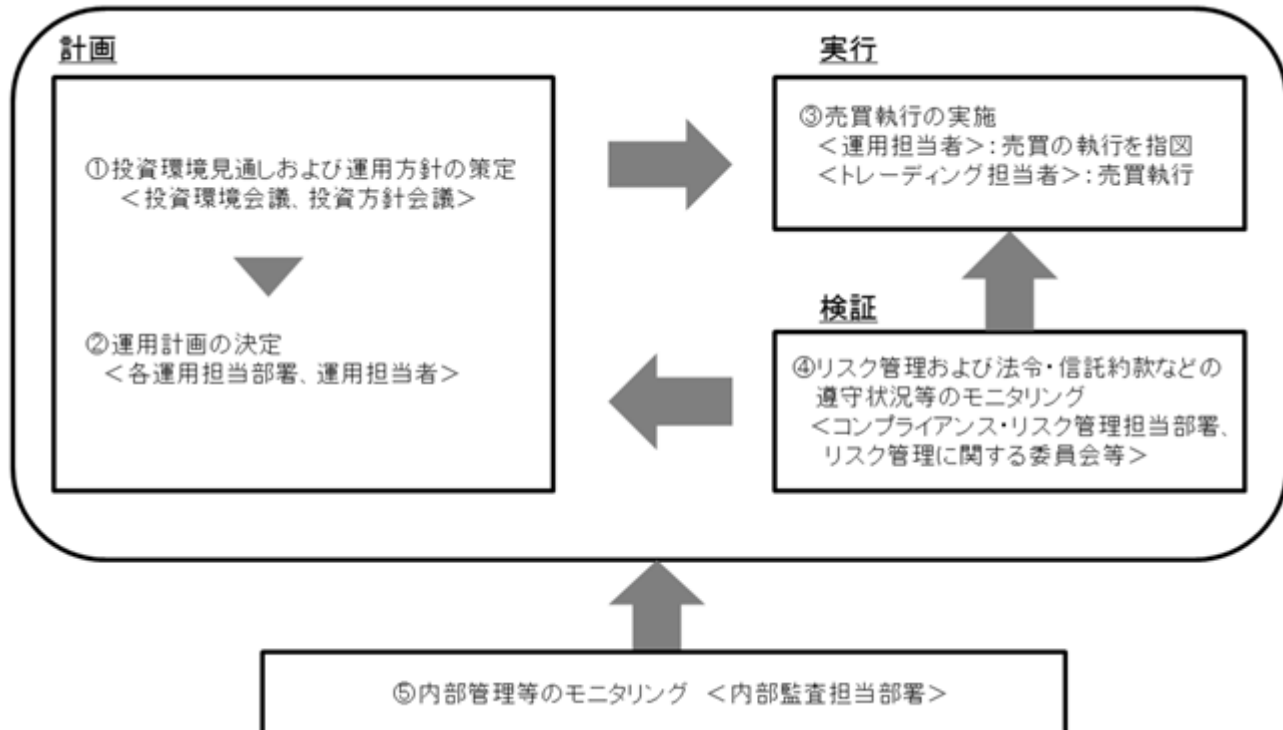 計画
①投資環境見通しおよび運用方針の策定
＜投資環境会議、投資方針会議＞
②運用計画の決定
＜各運用担当部署、運用担当者＞
実行
③売買執行の実施
＜運用担当者＞：売買の執行を指図
＜トレーディング担当者＞：売買執行
検証
④リスク管理および法令・信託約款などの
遵守状況等のモニタリング
＜コンプライアンス・リスク管理担当部署、
リスク管理に関する委員会等＞
⑤内部管理等のモニタリング ＜内部監査担当部署＞